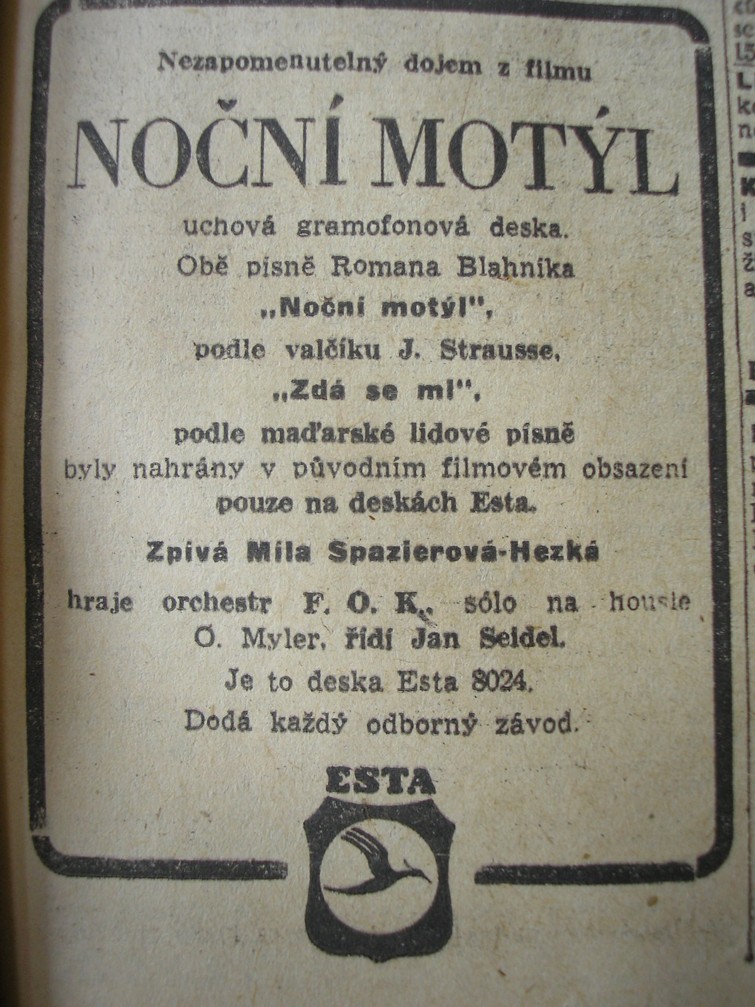 Nezapomenutelný dojem z filmu
NOČNÍ MOTÝL
uchová gramofonová deska.
Obě písně Romana Blahníka
„Noční motýl",
podle valčíku J. Strausse,
„Zdá se mi",
podle maďarské lidové písně
byly nahrány v původním filmovém obsazení
pouze na deskách Esta.
Zpívá Míla Spazierová-Hezká
hraje orchestr F. O. K., sólo na housle
O. Myler, řídí Jan Seidel.
Je to deska Esta 8024.
Dodá každý odborný závod.
ESTA